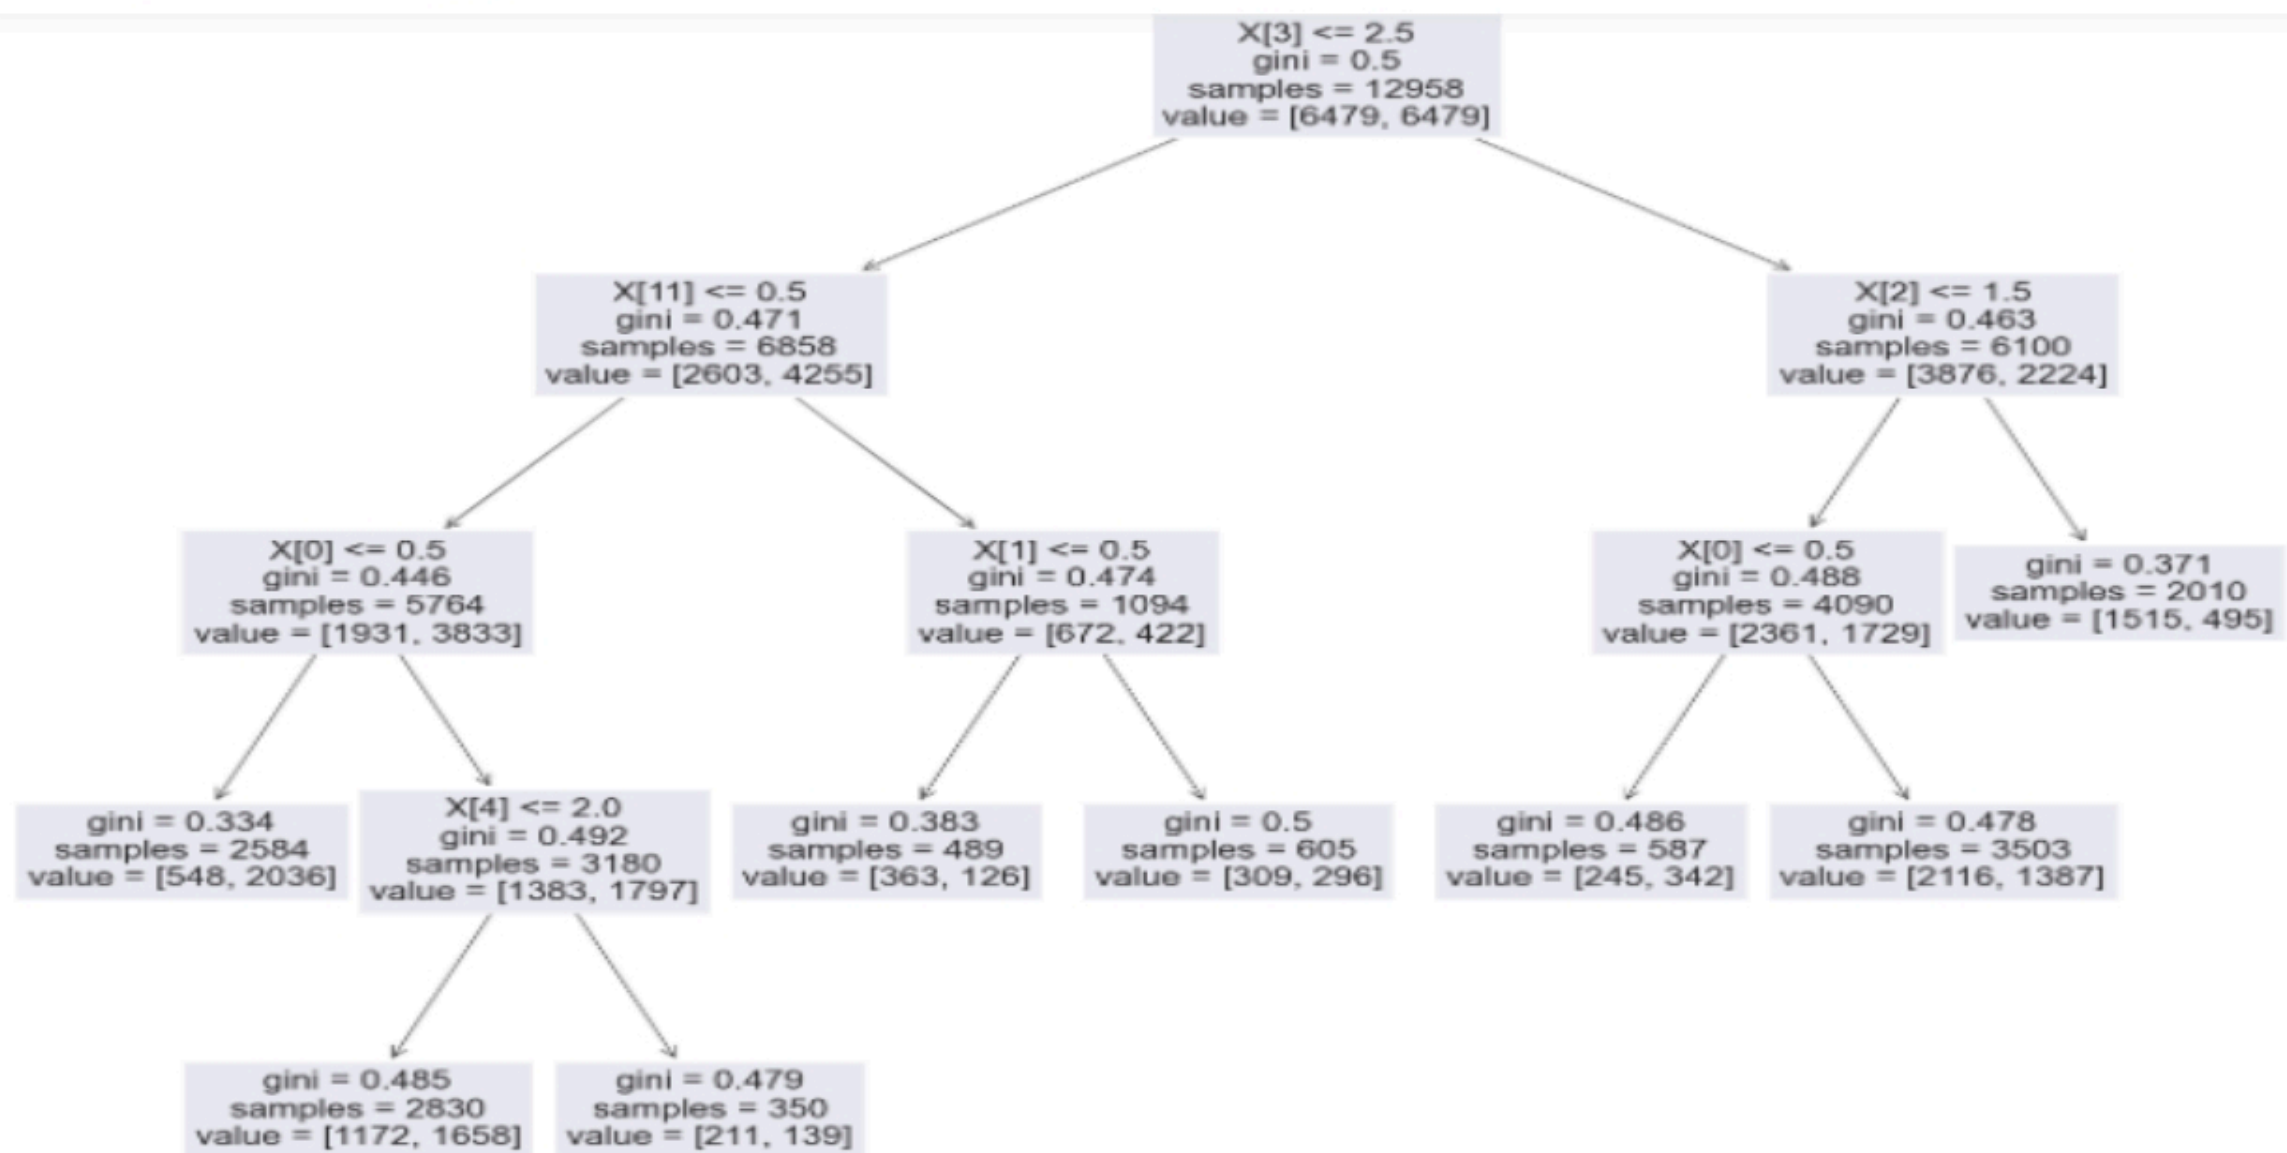 X[3] <= 2.5
gini = 0.5
samples = 12958
value = [6479, 6479]
X[11] <= 0.5
gini = 0.471
samples = 6858
value = [2603, 4255]
X[2] <= 1.5
gini = 0.463
samples = 6100
value = [3876, 2224]
X[0] <= 0.5
gini = 0.446
samples = 5764
value = [1931, 3833]
X[1] <= 0.5
gini = 0.474
samples = 1094
value = [672, 422]
X[0] <= 0.5
gini = 0.488
samples = 4090
value = [2361, 1729]
gini = 0.371
samples = 2010
value = [1515, 495]
gini = 0.334
samples = 2584
value = [548, 2036]
X[4] <= 2.0
gini = 0.492
samples = 3180
value = [1383, 1797]
gini = 0.383
samples = 489
value = [363, 126]
gini = 0.5
samples = 605
value = [309, 296]
gini = 0.486
samples = 587
value = [245, 342]
gini = 0.478
samples = 3503
value = [2116, 1387]
gini = 0.485
samples = 2830
value = [1172, 1658]
gini = 0.479
samples = 350
value = [211, 139]